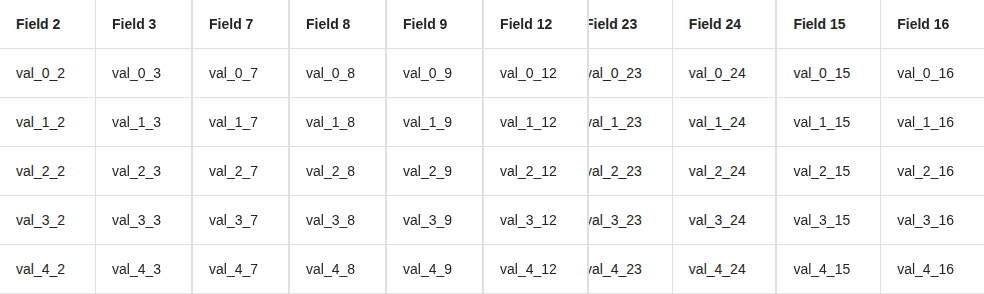 Field 2 Field 3 Field 7 Field 8 Field 9 Field 12 Field 23 Field 24 Field 15 Field 16
val_0_2 val_0_3 val_0_7 val_0_8 val_0_9 val_0_12 val_0_23 val_0_24 val_0_15 val_0_16
val_1_2 val_1_3 val_1_7 val_1_8 val_1_9 val_1_12 val_1_23 val_1_24 val_1_15 val_1_16
val_2_2 val_2_3 val_2_7 val_2_8 val_2_9 val_2_12 val_2_23 val_2_24 val_2_15 val_2_16
val_3_2 val_3_3 val_3_7 val_3_8 val_3_9 val_3_12 val_3_23 val_3_24 val_3_15 val_3_16
val_4_2 val_4_3 val_4_7 val_4_8 val_4_9 val_4_12 val_4_23 val_4_24 val_4_15 val_4_16